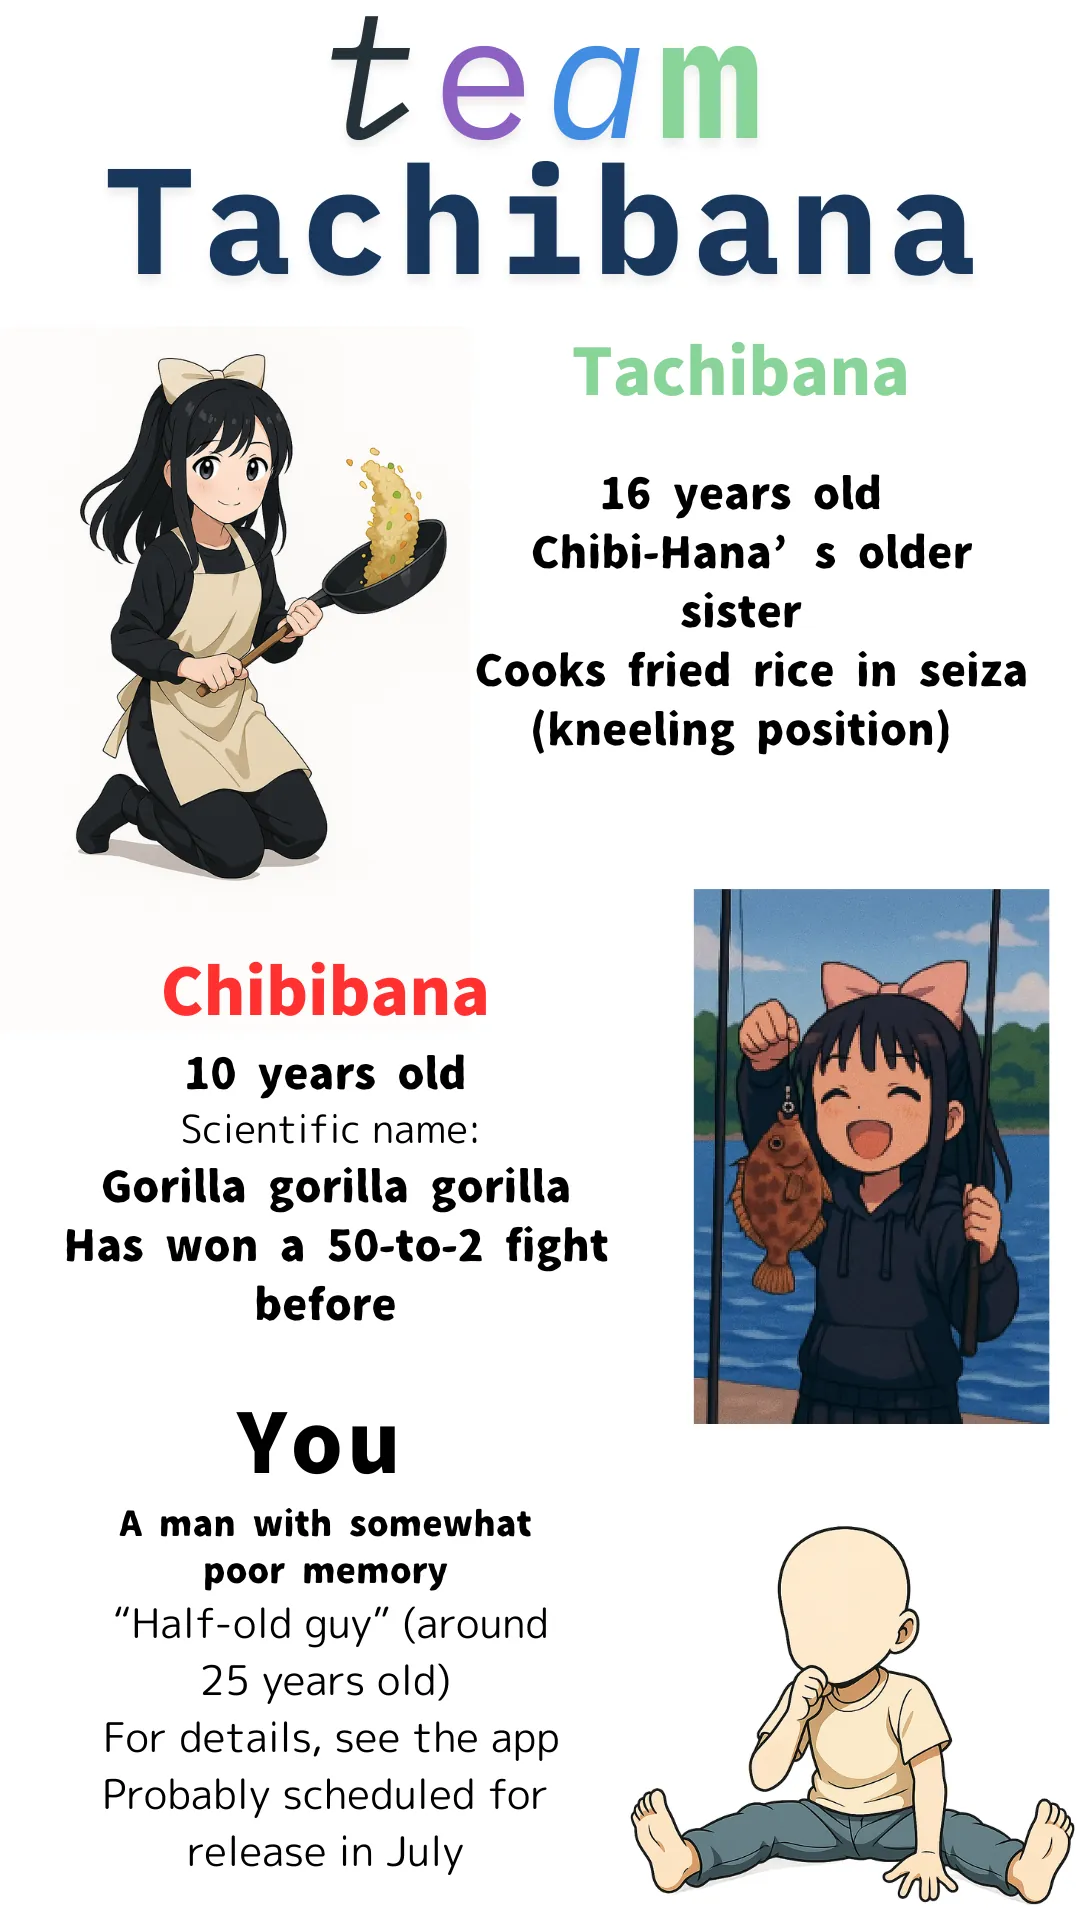 team
Tachibana
Tachibana
16 years old
Chibi-Hana’s older
sister
Cooks fried rice in seiza
(kneeling position)
Chibibana
10 years old
Scientific name:
Gorilla gorilla gorilla
Has won a 50-to-2 fight
before
You
A man with somewhat
poor memory
“Half-old guy” (around
25 years old)
For details, see the app
Probably scheduled for
release in July